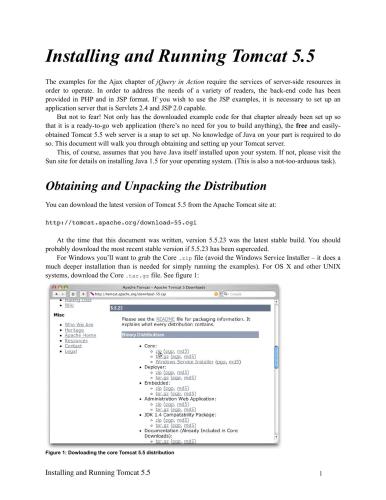 Installing and Running Tomcat 5.5
The examples for the Ajax chapter of jQuery in Action require the services of server-side resources in
order to operate. In order to address the needs of a variety of readers, the back-end code has been
provided in PHP and in JSP format. If you wish to use the JSP examples, it is necessary to set up an
application server that is Servlets 2.4 and JSP 2.0 capable.
But not to fear! Not only has the downloaded example code for that chapter already been set up so
that it is a ready-to-go web application (there's no need for you to build anything), the free and easily-
obtained Tomcat 5.5 web server is a snap to set up. No knowledge of Java on your part is required to do
so. This document will walk you through obtaining and setting up your Tomcat server.
This, of course, assumes that you have Java itself installed upon your system. If not, please visit the
Sun site for details on installing Java 1.5 for your operating system. (This is also a not-too-arduous task).
Obtaining and Unpacking the Distribution
You can download the latest version of Tomcat 5.5 from the Apache Tomcat site at:
http://tomcat.apache.org/download-55.cgi
At the time that this document was written, version 5.5.23 was the latest stable build. You should
probably download the most recent stable version if 5.5.23 has been superceded.
For Windows you'll want to grab the Core .zip file (avoid the Windows Service Installer – it does a
much deeper installation than is needed for simply running the examples). For OS X and other UNIX
systems, download the Core .tar.gz file. See figure 1:
Apache Tomcat - Apache Tomcat 5 Downloads
http://tomcat.apache.org/download-55.cgi
Wiki
Misc
Who We Are
Heritage
Apache Home
Resources
Contact
Legal
5.5.23
Please see the README file for packaging information. It
explains what every distribution contains.
Binary Distributions
Core:
zip (pgp, md5)
tar.gz (pgp, md5)
Windows Service Installer (pgp, md5)
Deployer:
zip (pgp, md5)
tar.gz (pgp, md5)
Embedded:
zip (pgp, md5)
tar.gz (pgp, md5)
Administration Web Application:
zip (pgp, md5)
tar.gz (pgp, md5)
JDK 1.4 Compatability Package:
zip (pgp, md5)
tar.gz (pgp, md5)
Documentation (Already Included in Core
Downloads):
tar.gz (pgp, md5)
Figure 1: Dowloading the core Tomcat 5.5 distribution
Installing and Running Tomcat 5.5 1